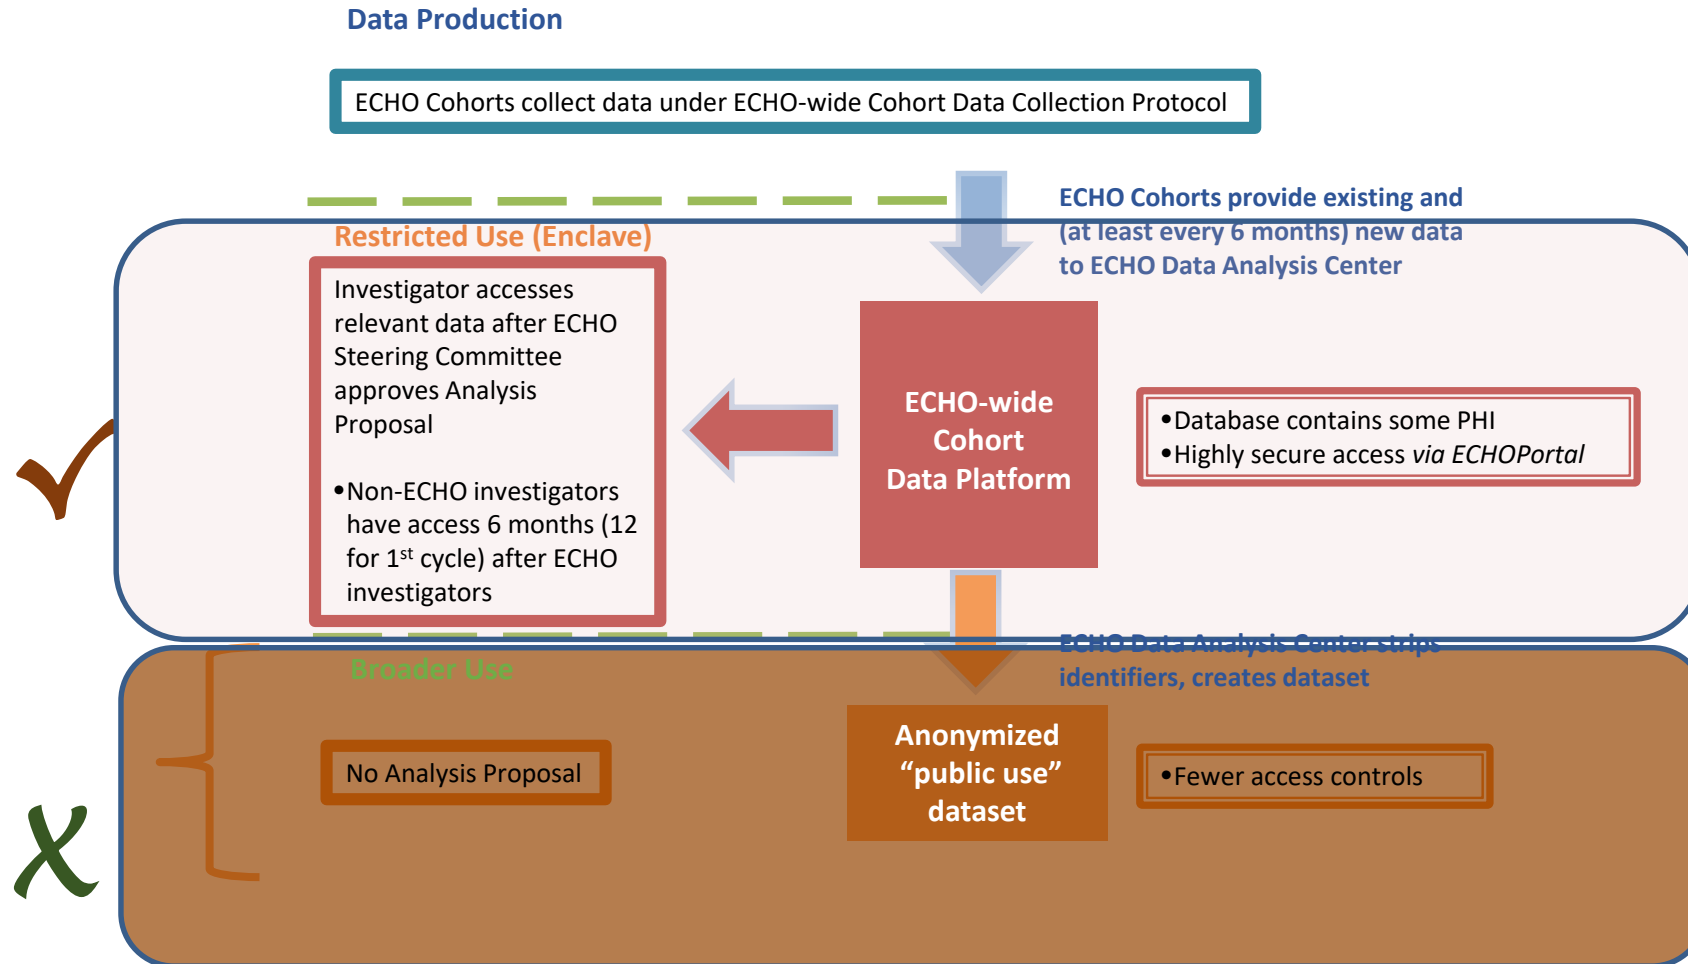 Data Production
ECHO Cohorts collect data under ECHO-wide Cohort Data Collection Protocol
ECHO Cohorts provide existing and
(at least every 6 months) new data
to ECHO Data Analysis Center
Restricted Use (Enclave)
Investigator accesses
relevant data after ECHO
Steering Committee
approves Analysis
Proposal
•Non-ECHO investigators
have access 6 months (12
for 1st cycle) after ECHO
investigators
ECHO-wide
Cohort
Data Platform
•Database contains some PHI
•Highly secure access via ECHOPortal
ECHO Data Analysis Center strips
identifiers, creates dataset
Broader Use
No Analysis Proposal
Anonymized
“public use”
dataset
•Fewer access controls